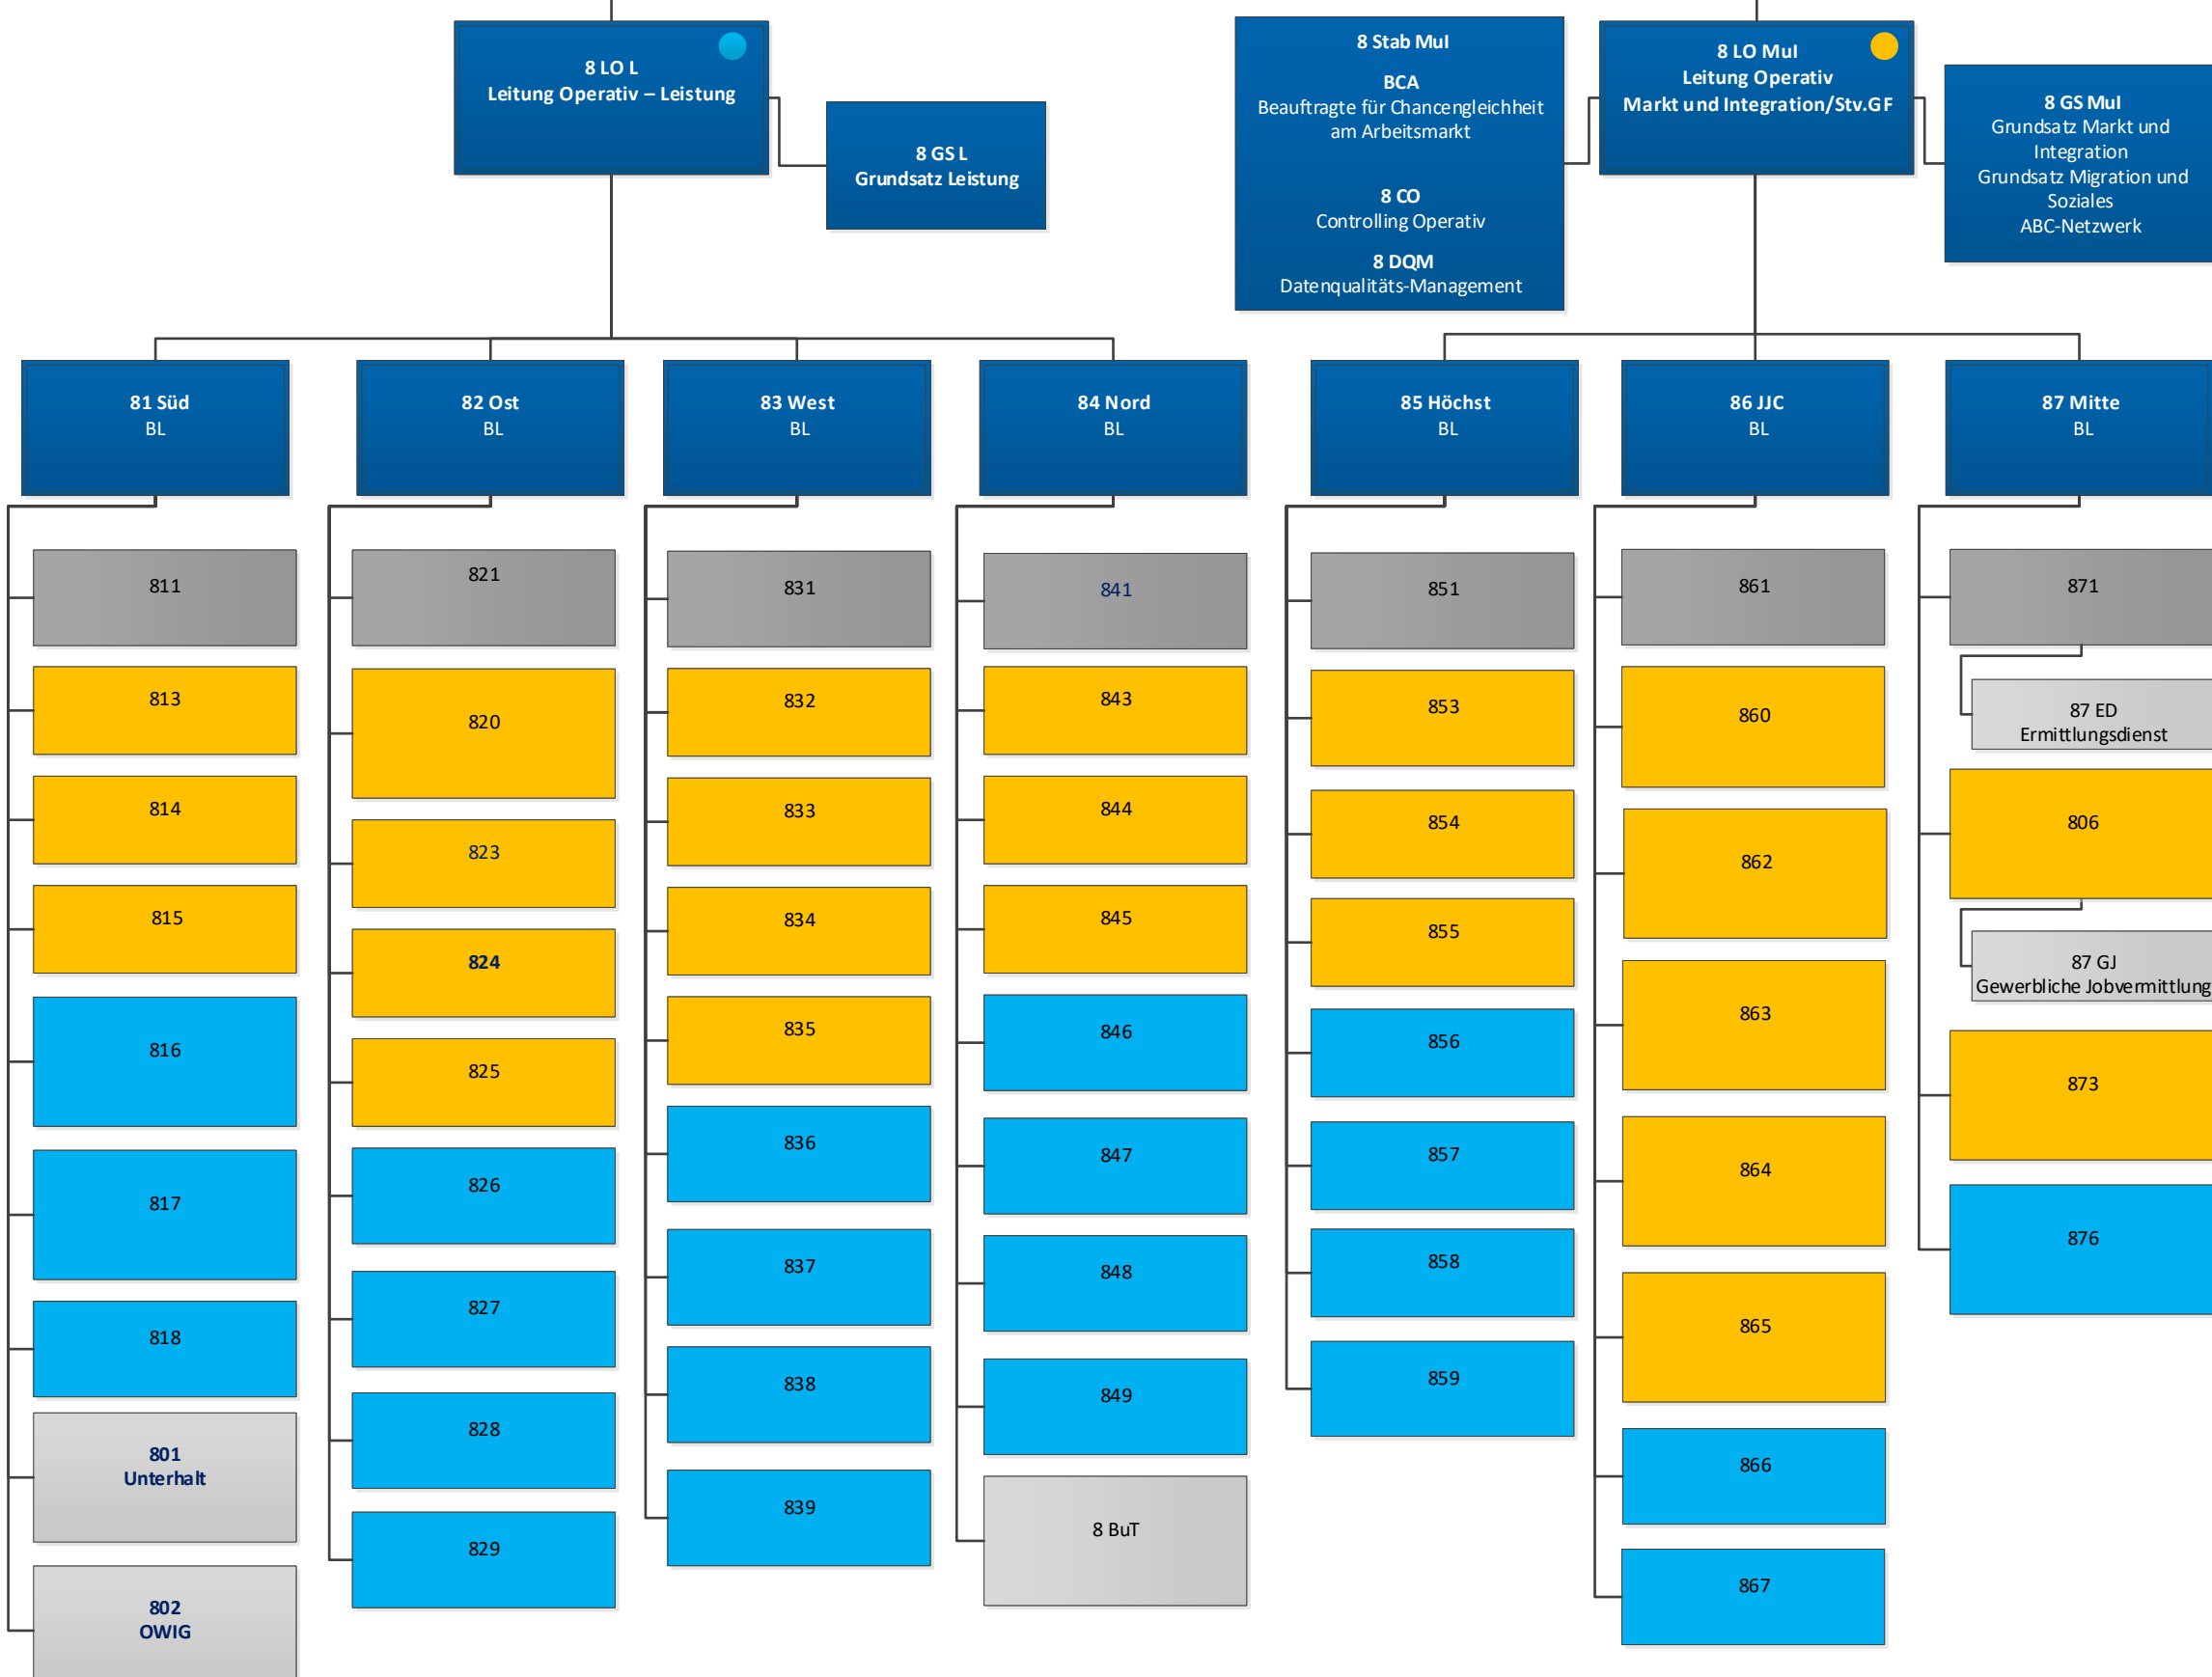 8 LO L
Leitung Operativ – Leistung
8 GS L
Grundsatz Leistung
8 Stab MuI
BCA
Beauftragte für Chancengleichheit
am Arbeitsmarkt
8 CO
Controlling Operativ
8 DQM
Datenqualitäts-Management
8 LO MuI
Leitung Operativ
Markt und Integration/Stv.GF
8 GS MuI
Grundsatz Markt und
Integration
Grundsatz Migration und
Soziales
ABC-Netzwerk
81 Süd
BL
82 Ost
BL
83 West
BL
84 Nord
BL
85 Höchst
BL
86 JJC
BL
87 Mitte
BL
811
813
814
815
816
817
818
801
Unterhalt
802
OWIG
821
820
823
824
825
826
827
828
829
831
832
833
834
835
836
837
838
839
841
843
844
845
846
847
848
849
8 BuT
851
853
854
855
856
857
858
859
861
860
862
863
864
865
866
867
871
87 ED
Ermittlungsdienst
806
87 GJ
Gewerbliche Jobvermittlung
873
876